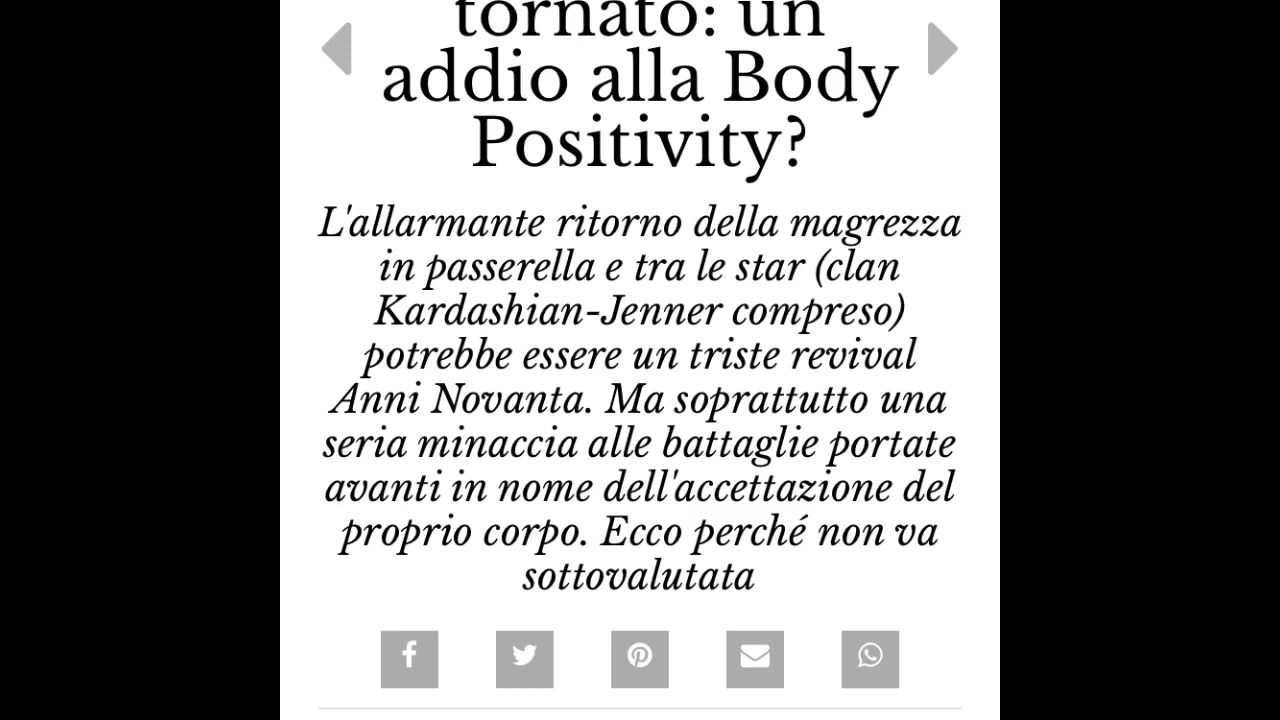 tornato: un
addio alla Body
Positivity?
L'allarmante ritorno della magrezza
in passerella e tra le star (clan
Kardashian-Jenner compreso)
potrebbe essere un triste revival
Anni Novanta. Ma soprattutto una
seria minaccia alle battaglie portate
avanti in nome dell'accettazione del
proprio corpo. Ecco perché non va
sottovalutata